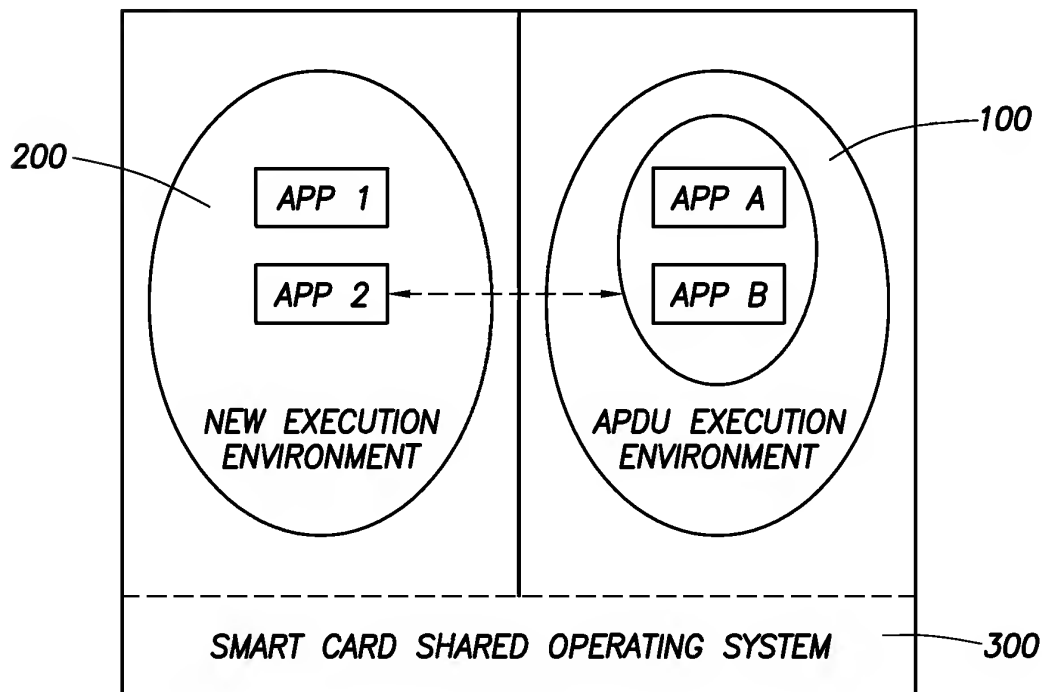 200
100
APP 1
APP A
APP 2
APP B
NEW EXECUTION
ENVIRONMENT
APDU EXECUTION
ENVIRONMENT
SMART CARD SHARED OPERATING SYSTEM
300